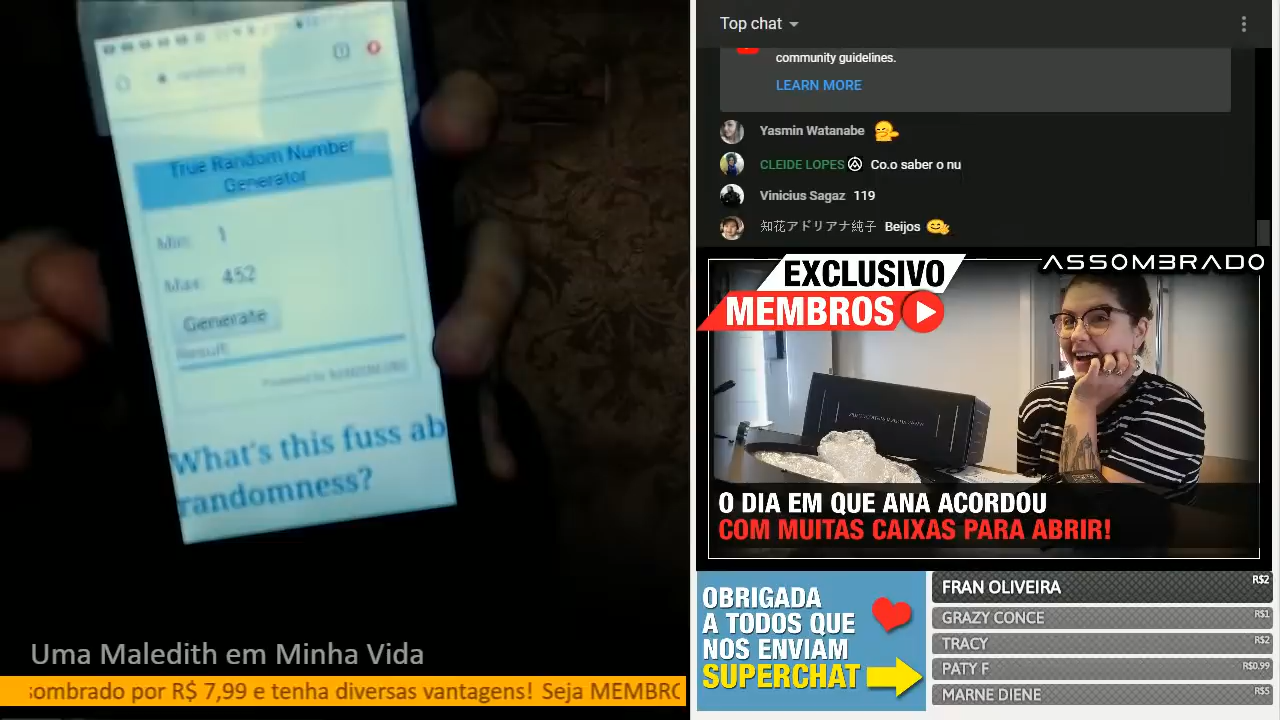 True Random Number
Generator
Min: 1
Max: 452
Generate
Result:
What's this fuss ab
randomness?
Uma Maledith em Minha Vida
sombrado por R$ 7,99 e tenha diversas vantagens! Seja MEMBRO
Top chat
community guidelines.
LEARN MORE
Yasmin Watanabe
CLEIDE LOPES Co.o saber o nu
Vinicius Sagaz 119
知花アドリアナ純子 Beijos
EXCLUSIVO
MEMBROS
ASSOMBRADO
O DIA EM QUE ANA ACORDOU
COM MUITAS CAIXAS PARA ABRIR!
OBRIGADA
A TODOS QUE
NOS ENVIAM
SUPERCHAT
FRAN OLIVEIRA R$2
GRAZY CONCE R$1
TRACY R$2
PATY F R$0.99
MARNE DIENE R$5